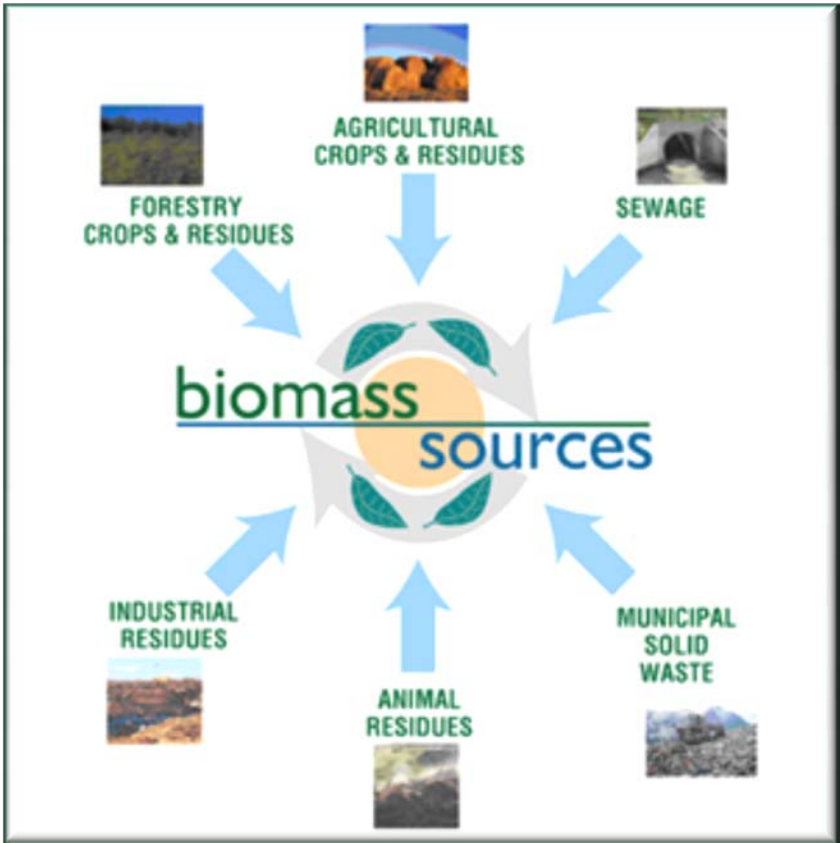 AGRICULTURAL
CROPS & RESIDUES
FORESTRY
CROPS & RESIDUES
SEWAGE
biomass
sources
INDUSTRIAL
RESIDUES
ANIMAL
RESIDUES
MUNICIPAL
SOLID
WASTE